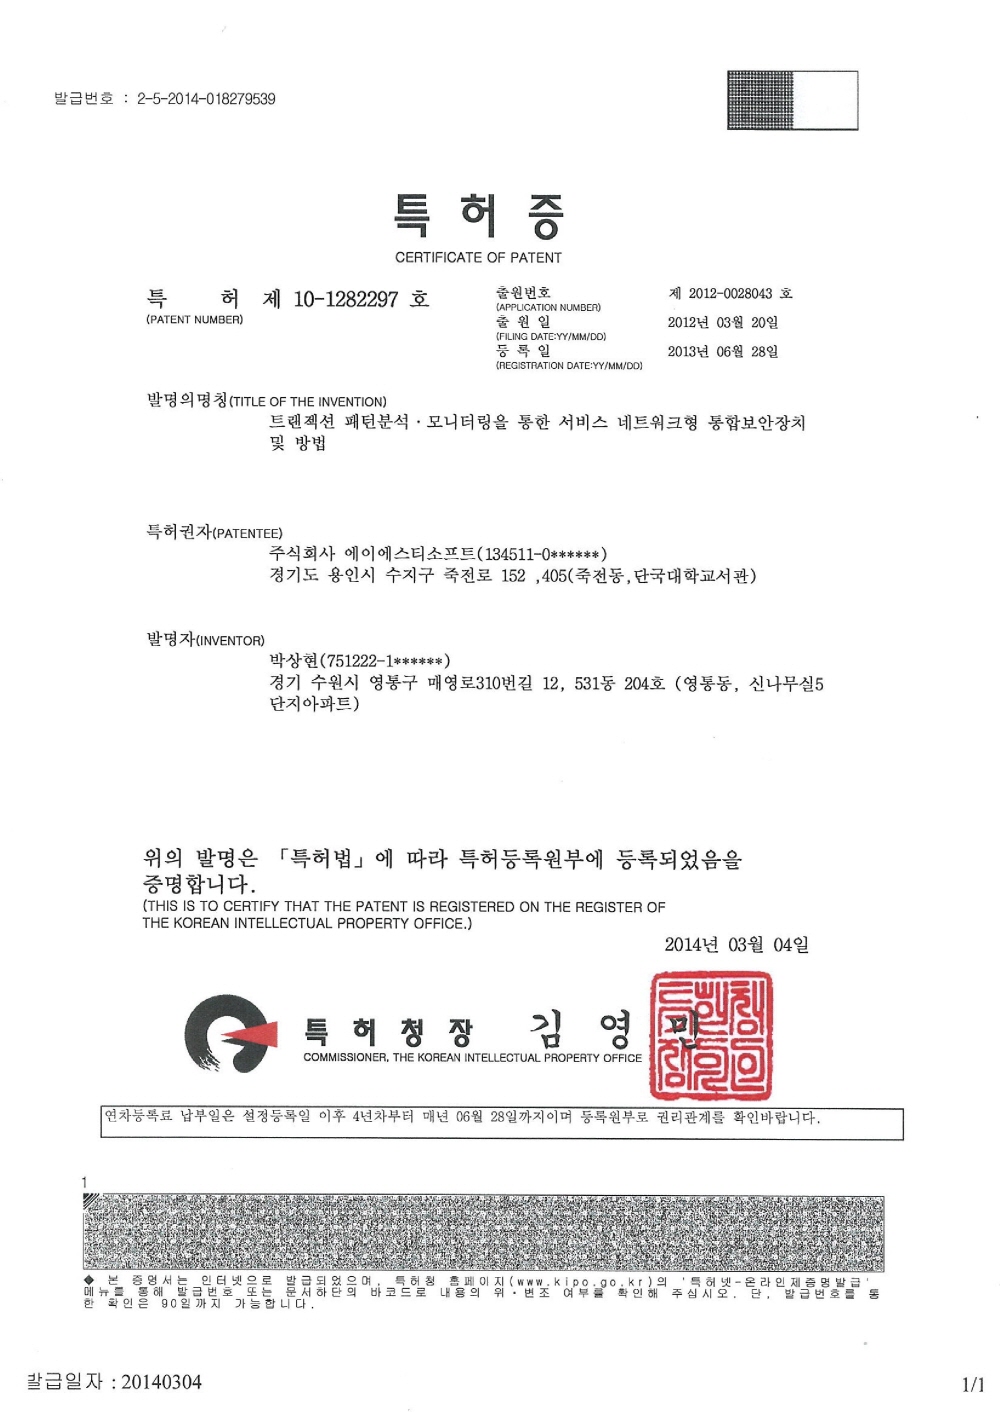 발급번호 : 2-5-2014-018279539
특 허 증
CERTIFICATE OF PATENT
특 허 제 10-1282297 호
(PATENT NUMBER)
출원번호 제 2012-0028043 호
(APPLICATION NUMBER)
출 원 일 2012년 03월 20일
(FILING DATE:YY/MM/DD)
등 록 일 2013년 06월 28일
(REGISTRATION DATE:YY/MM/DD)
발명의명칭(TITLE OF THE INVENTION)
트랜젝션 패턴분석·모니터링을 통한 서비스 네트워크형 통합보안장치
및 방법
특허권자(PATENTEE)
주식회사 에이에스티소프트(134511-0******)
경기도 용인시 수지구 죽전로 152 ,405(죽전동,단국대학교서관)
발명자(INVENTOR)
박상현(751222-1******)
경기 수원시 영통구 매영로310번길 12, 531동 204호 (영통동, 신나무실5
단지아파트)
위의 발명은 「특허법」에 따라 특허등록원부에 등록되었음을
증명합니다.
(THIS IS TO CERTIFY THAT THE PATENT IS REGISTERED ON THE REGISTER OF
THE KOREAN INTELLECTUAL PROPERTY OFFICE.)
2014년 03월 04일
특 허 청 장 김 영 민
COMMISSIONER, THE KOREAN INTELLECTUAL PROPERTY OFFICE
연차등록료 납부일은 설정등록일 이후 4년차부터 매년 06월 28일까지이며 등록원부로 권리관계를 확인바랍니다.
1
◆ 본 증명서는 인터넷으로 발급되었으며, 특허청 홈페이지(www.kipo.go.kr)의 '특허넷-온라인제증명발급'
메뉴를 통해 발급번호 또는 문서하단의 바코드로 내용의 위·변조 여부를 확인해 주십시오. 단, 발급번호를 통
한 확인은 90일까지 가능합니다.
발급일자 : 20140304
1/1